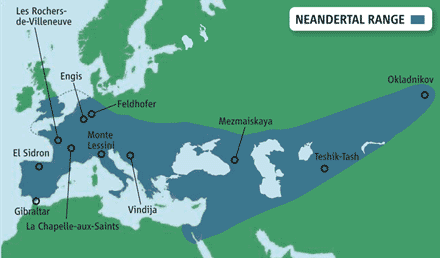 Les Rochers-
de-Villeneuve
NEANDERTAL RANGE
Engis
Feldhofer
Okladnikov
Mezmaiskaya
Monte
Lessini
El Sidron
Teshik-Tash
Gibraltar
Vindija
La Chapelle-aux-Saints